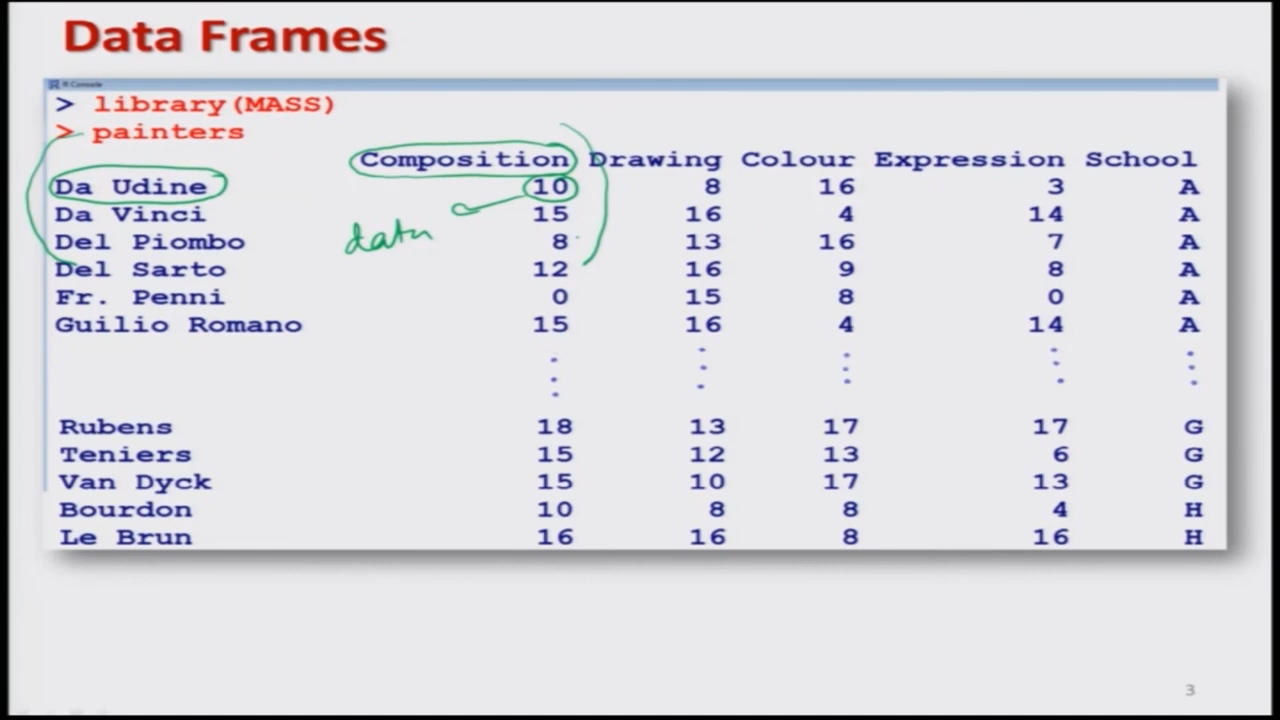 Data Frames
R Console
> library(MASS)
> painters
Composition Drawing Colour Expression School
Da Udine 10 8 16 3 A
Da Vinci 15 16 4 14 A
data
Del Piombo 8 13 16 7 A
Del Sarto 12 16 9 8 A
Fr. Penni 0 15 8 0 A
Guilio Romano 15 16 4 14 A
Rubens 18 13 17 17 G
Teniers 15 12 13 6 G
Van Dyck 15 10 17 13 G
Bourdon 10 8 8 4 H
Le Brun 16 16 8 16 H
3